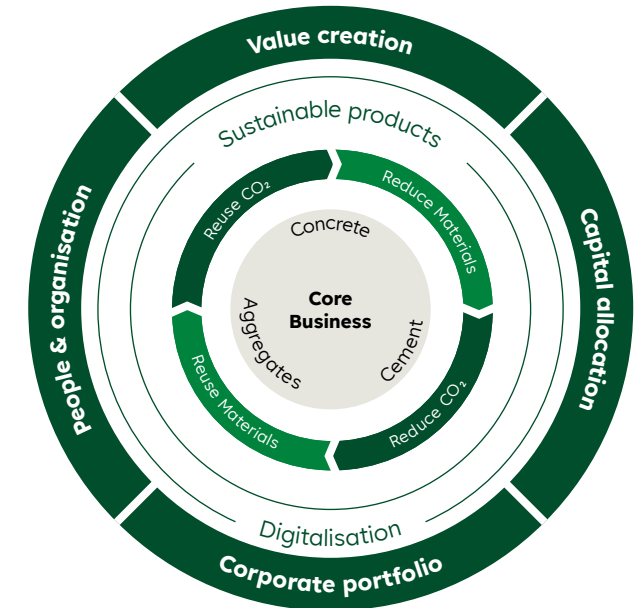 Value creation
Sustainable products
Reuse CO₂
Reduce Materials
Concrete
People & organisation
Capital allocation
Core
Business
Aggregates
Cement
Reuse Materials
Reduce CO₂
Digitalisation
Corporate portfolio